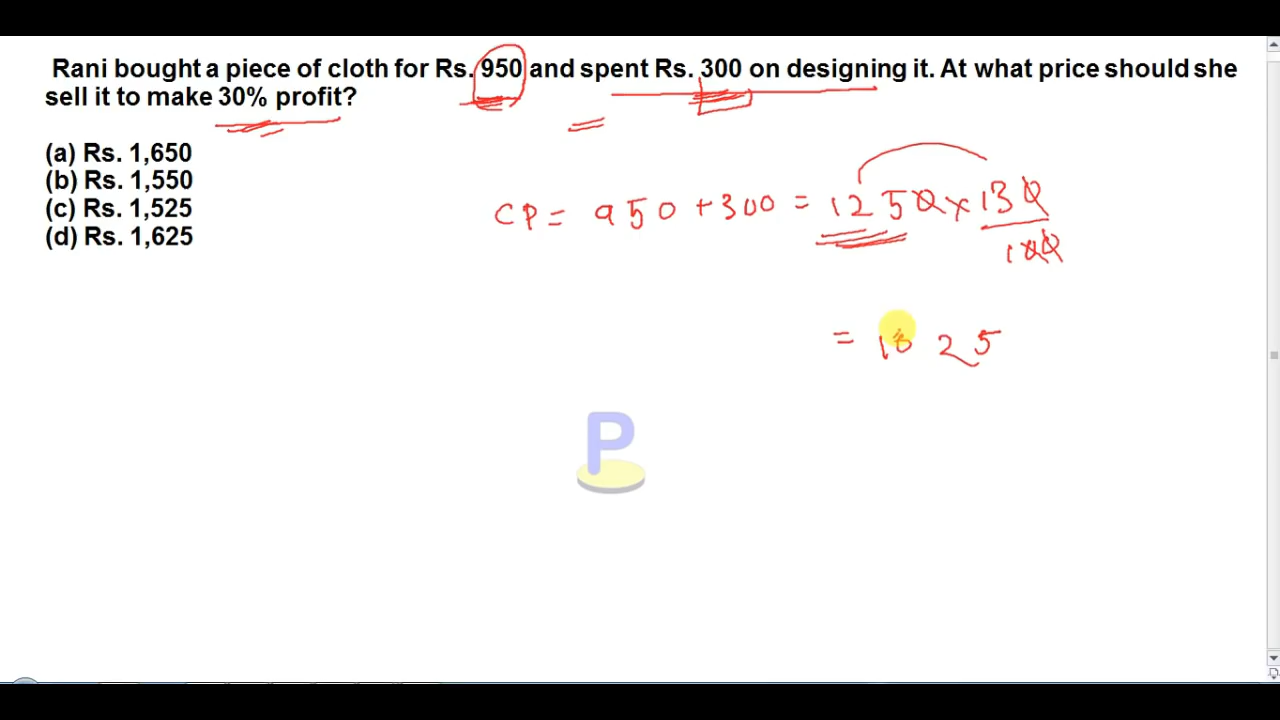 Rani bought a piece of cloth for Rs. 950 and spent Rs. 300 on designing it. At what price should she
sell it to make 30% profit?
(a) Rs. 1,650
(b) Rs. 1,550
(c) Rs. 1,525
(d) Rs. 1,625
CP = 950 + 300 = 1250 × 130
100
= 1625
P